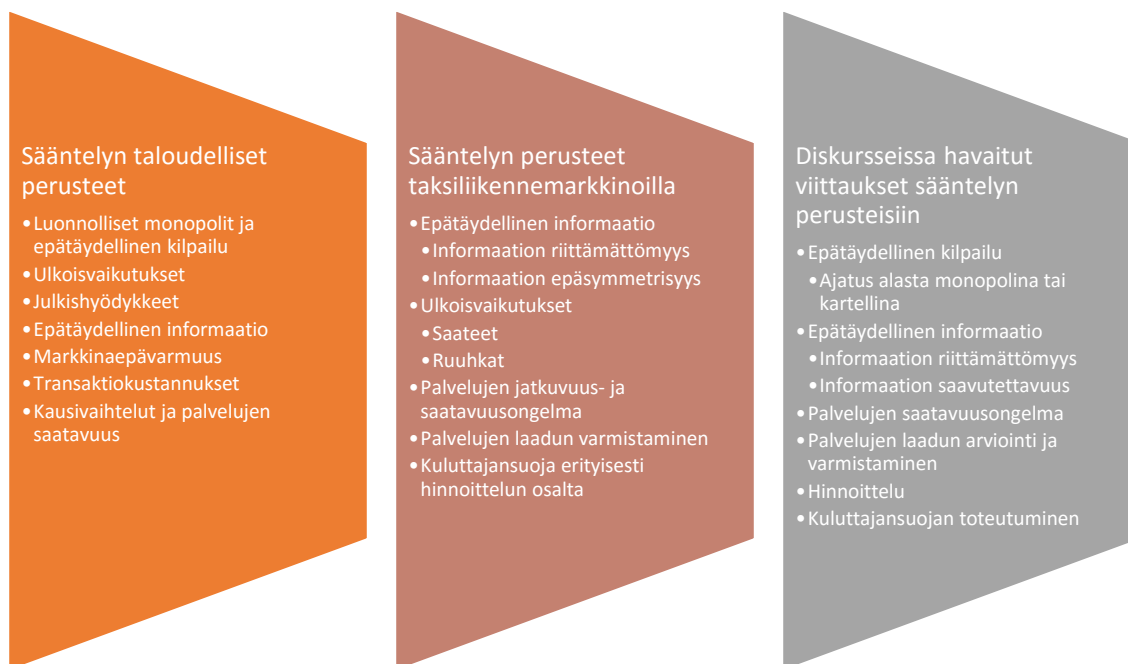 Sääntelyn taloudelliset
perusteet
•Luonnolliset monopolit ja
epätäydellinen kilpailu
•Ulkoisvaikutukset
•Julkishyödykkeet
•Epätäydellinen informaatio
•Markkinaepävarmuus
•Transaktiokustannukset
•Kausivaihtelut ja palvelujen
saatavuus
Sääntelyn perusteet
taksiliikennemarkkinoilla
•Epätäydellinen informaatio
•Informaation riittämättömyys
•Informaation epäsymmetrisyys
•Ulkoisvaikutukset
•Saateet
•Ruuhkat
•Palvelujen jatkuvuus- ja
saatavuusongelma
•Palvelujen laadun varmistaminen
•Kuluttajansuoja erityisesti
hinnoittelun osalta
Diskursseissa havaitut
viittaukset sääntelyn
perusteisiin
•Epätäydellinen kilpailu
•Ajatus alasta monopolina tai
kartellina
•Epätäydellinen informaatio
•Informaation riittämättömyys
•Informaation saavutettavuus
•Palvelujen saatavuusongelma
•Palvelujen laadun arviointi ja
varmistaminen
•Hinnoittelu
•Kuluttajansuojan toteutuminen